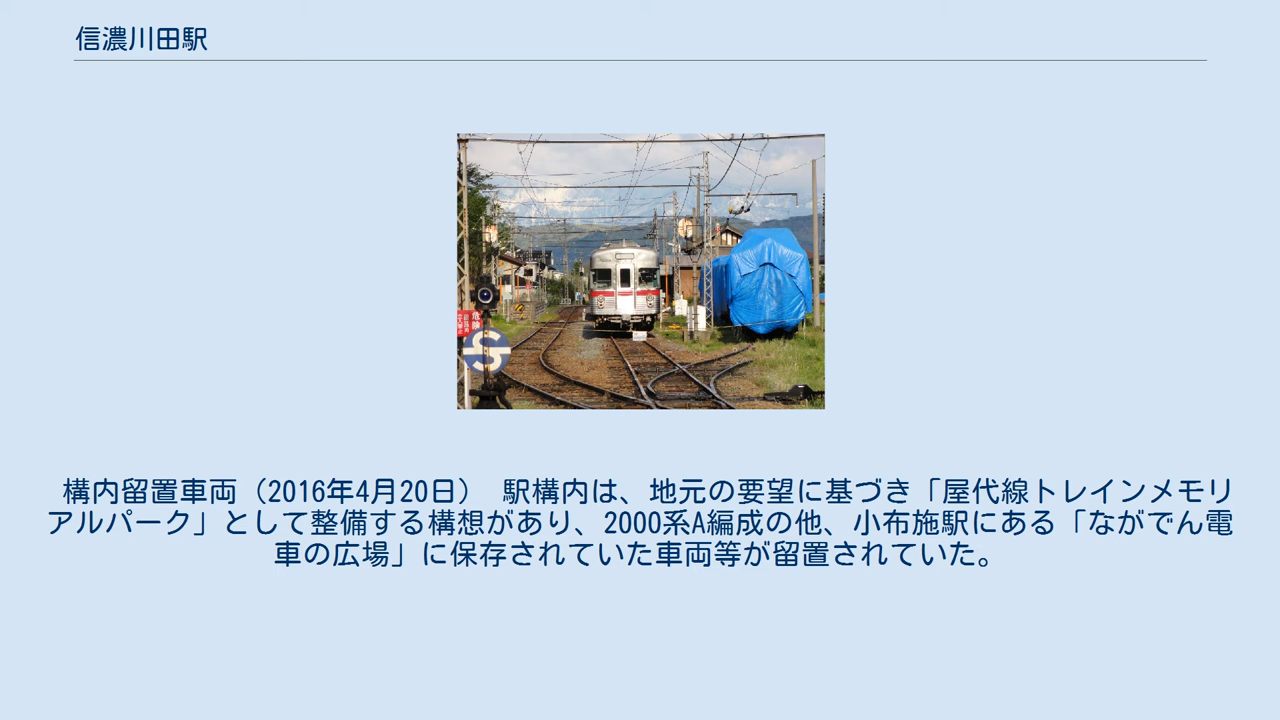 信濃川田駅
危険
構内留置車両（2016年4月20日）　駅構内は、地元の要望に基づき「屋代線トレインメモリ
アルパーク」として整備する構想があり、2000系A編成の他、小布施駅にある「ながでん電
車の広場」に保存されていた車両等が留置されていた。